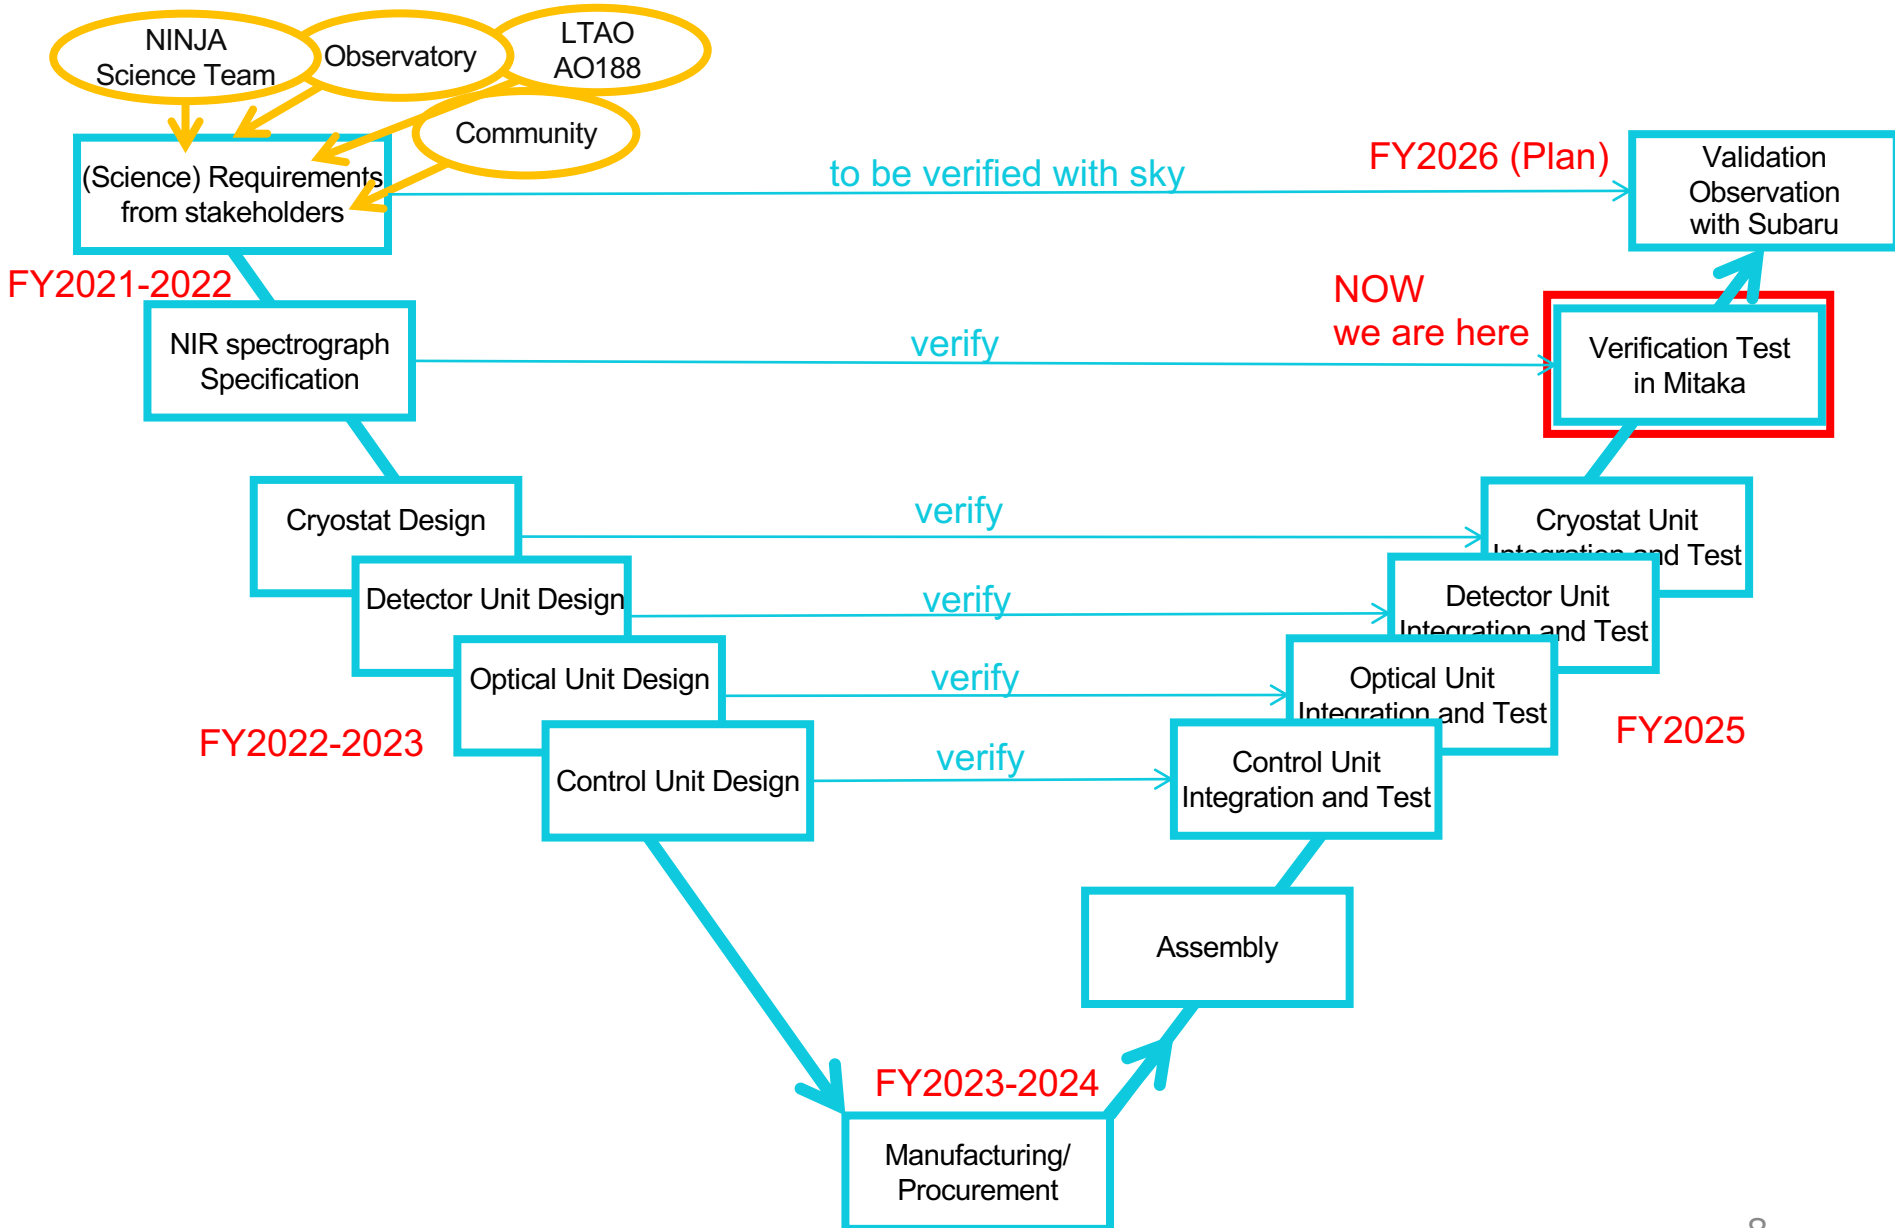 NINJA
Science Team
Observatory
LTAO
AO188
Community
(Science) Requirements
from stakeholders
to be verified with sky
FY2026 (Plan)
Validation
Observation
with Subaru
FY2021-2022
NIR spectrograph
Specification
verify
NOW
we are here
Verification Test
in Mitaka
Cryostat Design
verify
Cryostat Unit
Integration and Test
Detector Unit Design
verify
Detector Unit
Integration and Test
Optical Unit Design
verify
Optical Unit
Integration and Test
FY2022-2023
FY2025
Control Unit Design
verify
Control Unit
Integration and Test
Assembly
FY2023-2024
Manufacturing/
Procurement